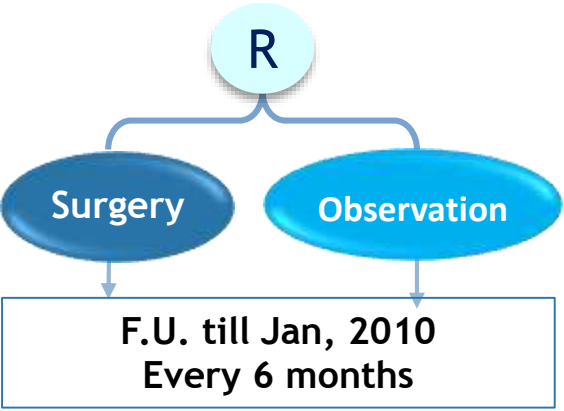 R
Surgery
Observation
F.U. till Jan, 2010
Every 6 months